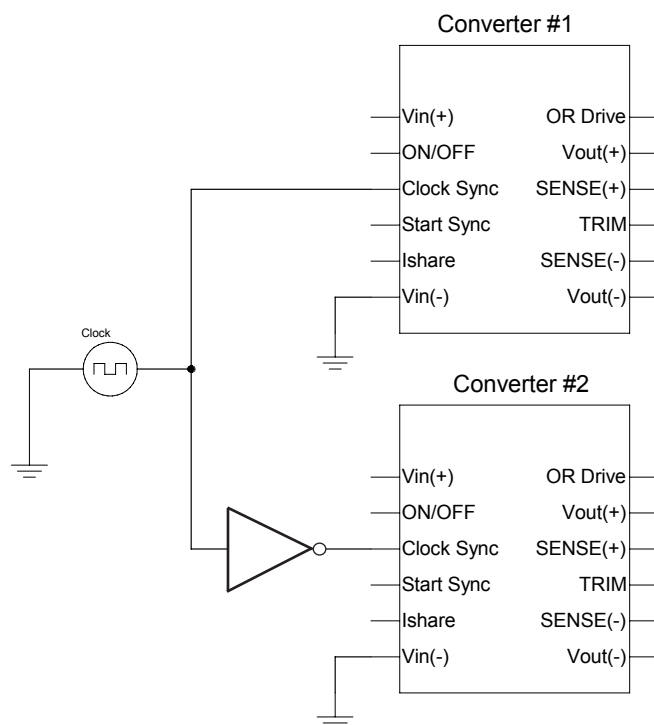 Converter #1
Vin(+) OR Drive
ON/OFF Vout(+)
Clock Sync SENSE(+)
Start Sync TRIM
Ishare SENSE(-)
Vin(-) Vout(-)
Clock
Converter #2
Vin(+) OR Drive
ON/OFF Vout(+)
Clock Sync SENSE(+)
Start Sync TRIM
Ishare SENSE(-)
Vin(-) Vout(-)